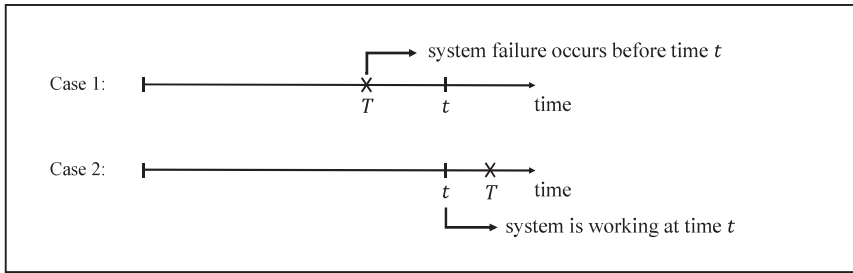 system failure occurs before time t
Case 1:
T
t
time
Case 2:
t
T
time
system is working at time t